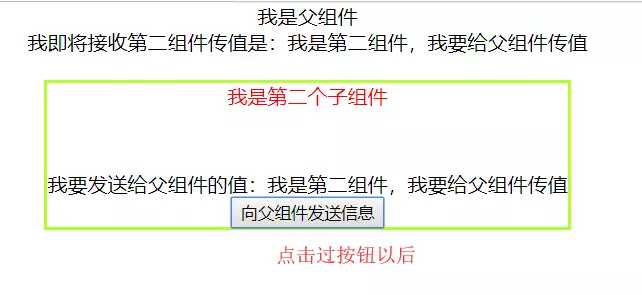 我是父组件
我即将接收第二组件传值是：我是第二组件，我要给父组件传值
我是第二个子组件
我要发送给父组件的值：我是第二组件，我要给父组件传值
向父组件发送信息
点击过按钮以后